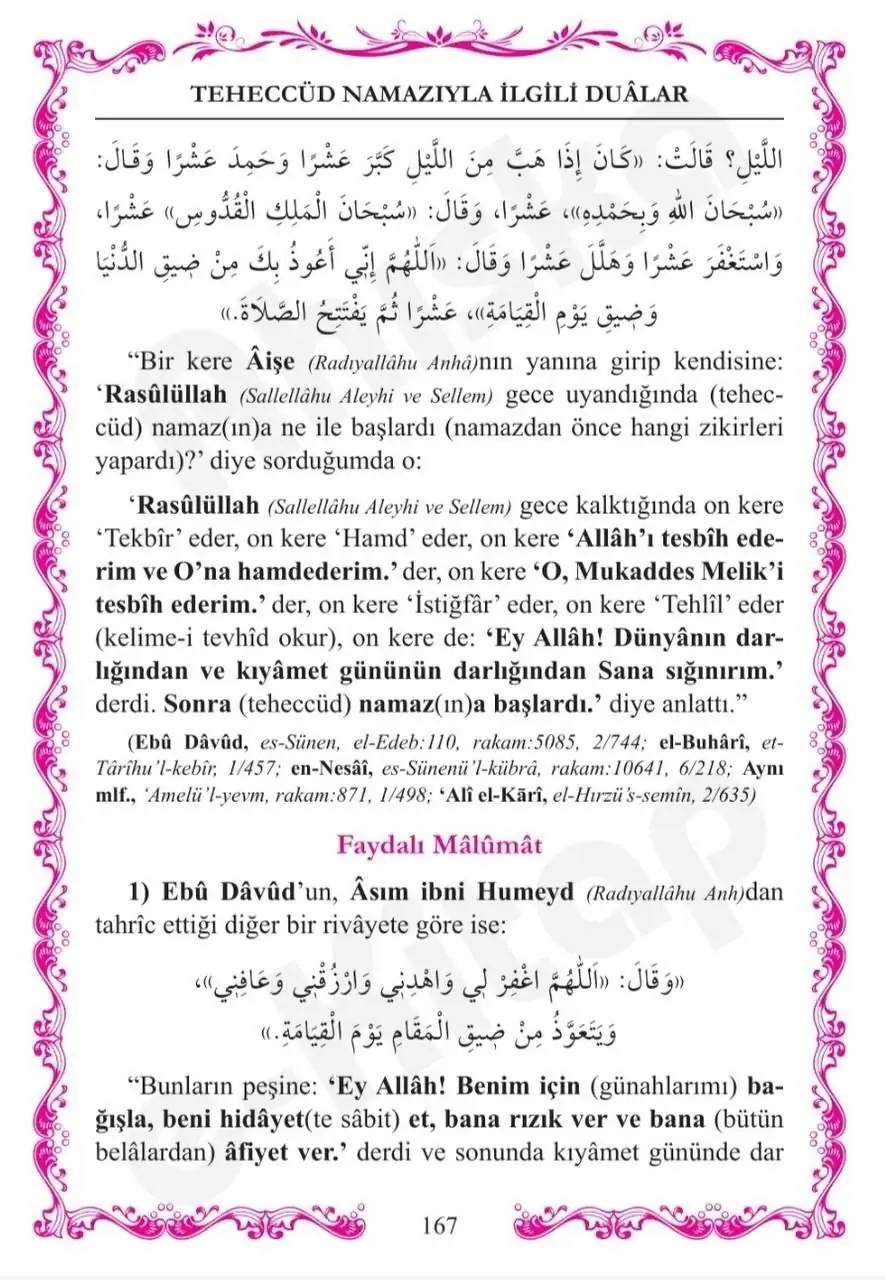 TEHECCÜD NAMAZIYLA İLGİLİ DUÂLAR
اللَّيْلِ؟ قَالَتْ: «كَانَ إِذَا هَبَّ مِنَ اللَّيْلِ كَبَّرَ عَشْرًا وَحَمِدَ عَشْرًا وَقَالَ:
«سُبْحَانَ اللهِ وَبِحَمْدِهِ»، عَشْرًا، وَقَالَ: «سُبْحَانَ الْمَلِكِ الْقُدُّوسِ» عَشْرًا،
وَاسْتَغْفَرَ عَشْرًا وَهَلَّلَ عَشْرًا وَقَالَ: «اَللّٰهُمَّ إِنِّي أَعُوذُ بِكَ مِنْ ضِيقِ الدُّنْيَا
وَضِيقِ يَوْمِ الْقِيَامَةِ»، عَشْرًا ثُمَّ يَفْتَتِحُ الصَّلَاةَ.»
“Bir kere Âişe (Radıyallâhu Anhâ)nın yanına girip kendisine:
‘Rasûlüllah (Sallellâhu Aleyhi ve Sellem) gece uyandığında (tehec-
cüd) namaz(ın)a ne ile başlardı (namazdan önce hangi zikirleri
yapardı)?’ diye sorduğumda o:
‘Rasûlüllah (Sallellâhu Aleyhi ve Sellem) gece kalktığında on kere
‘Tekbîr’ eder, on kere ‘Hamd’ eder, on kere ‘Allâh’ı tesbîh ede-
rim ve O’na hamdederim.’ der, on kere ‘O, Mukaddes Melik’i
tesbîh ederim.’ der, on kere ‘İstiğfâr’ eder, on kere ‘Tehlîl’ eder
(kelime-i tevhîd okur), on kere de: ‘Ey Allâh! Dünyânın dar-
lığından ve kıyâmet gününün darlığından Sana sığınırım.’
derdi. Sonra (teheccüd) namaz(ın)a başlardı.’ diye anlattı.”
(Ebû Dâvûd, es-Sünen, el-Edeb:110, rakam:5085, 2/744; el-Buhârî, et-
Târîhu’l-kebîr, 1/457; en-Nesâî, es-Sünenü’l-kübrâ, rakam:10641, 6/218; Aynı
mlf., ‘Amelü’l-yevm, rakam:871, 1/498; ‘Alî el-Kārî, el-Hırzü’s-semîn, 2/635)
Faydalı Mâlûmât
1) Ebû Dâvûd’un, Âsım ibni Humeyd (Radıyallâhu Anh)dan
tahrîc ettiği diğer bir rivâyete göre ise:
«وَقَالَ: «اَللّٰهُمَّ اغْفِرْ لِي وَاهْدِنِي وَارْزُقْنِي وَعَافِنِي»،
وَيَتَعَوَّذُ مِنْ ضِيقِ الْمَقَامِ يَوْمَ الْقِيَامَةِ.»
“Bunların peşine: ‘Ey Allâh! Benim için (günahlarımı) ba-
ğışla, beni hidâyet(te sâbit) et, bana rızık ver ve bana (bütün
belâlardan) âfiyet ver.’ derdi ve sonunda kıyâmet gününde dar
167